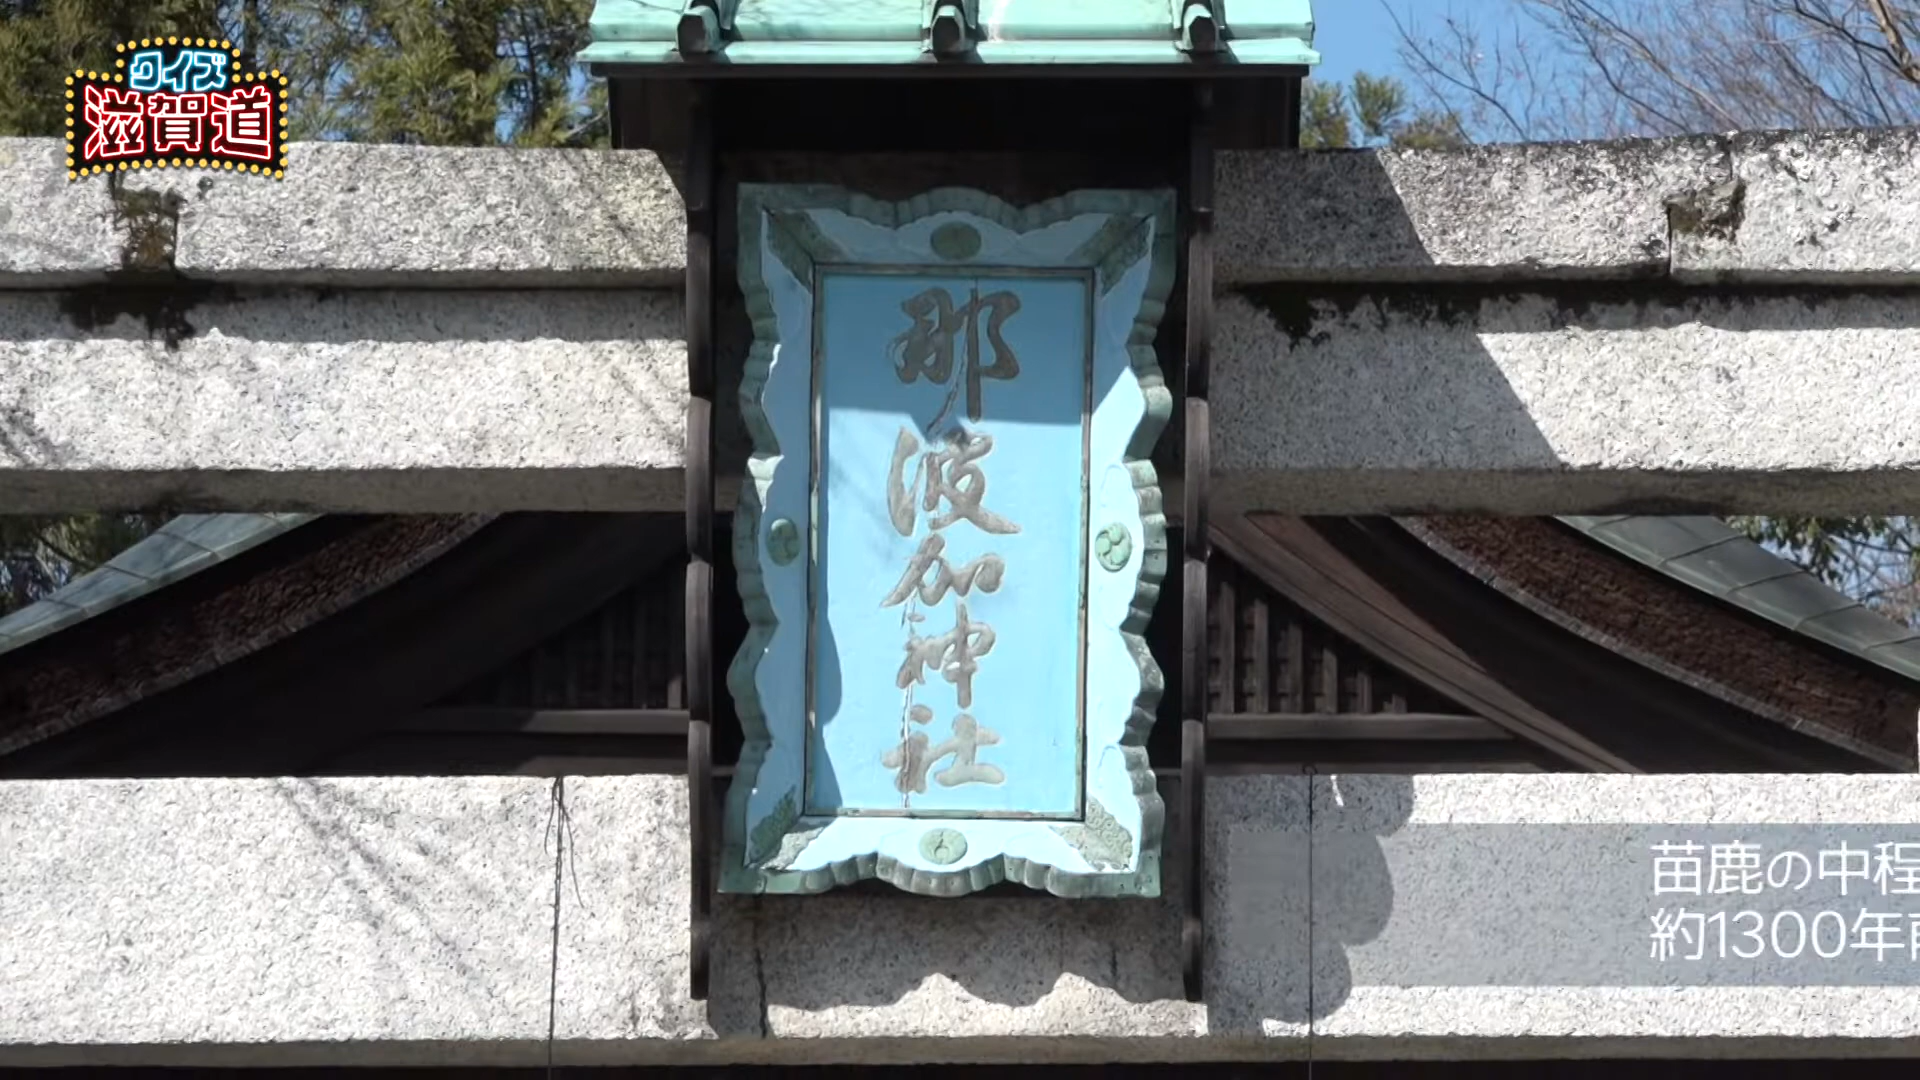 クイズ
滋賀道
那波加神社
苗鹿の中程
約1300年前